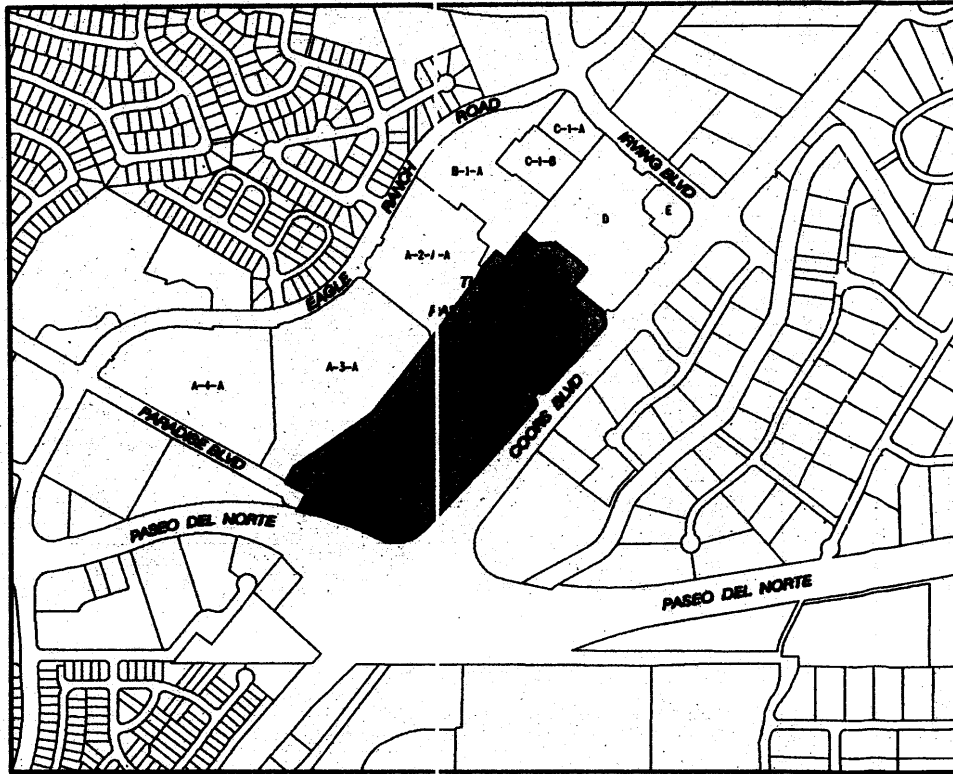 EAGLE RANCH ROAD
IRVING BLVD
C-1-A
C-1-B
B-1-A
D
E
A-2-A-A
A-3-A
A-4-A
PARADISE BLVD
COORS BLVD
PASEO DEL NORTE
PASEO DEL NORTE